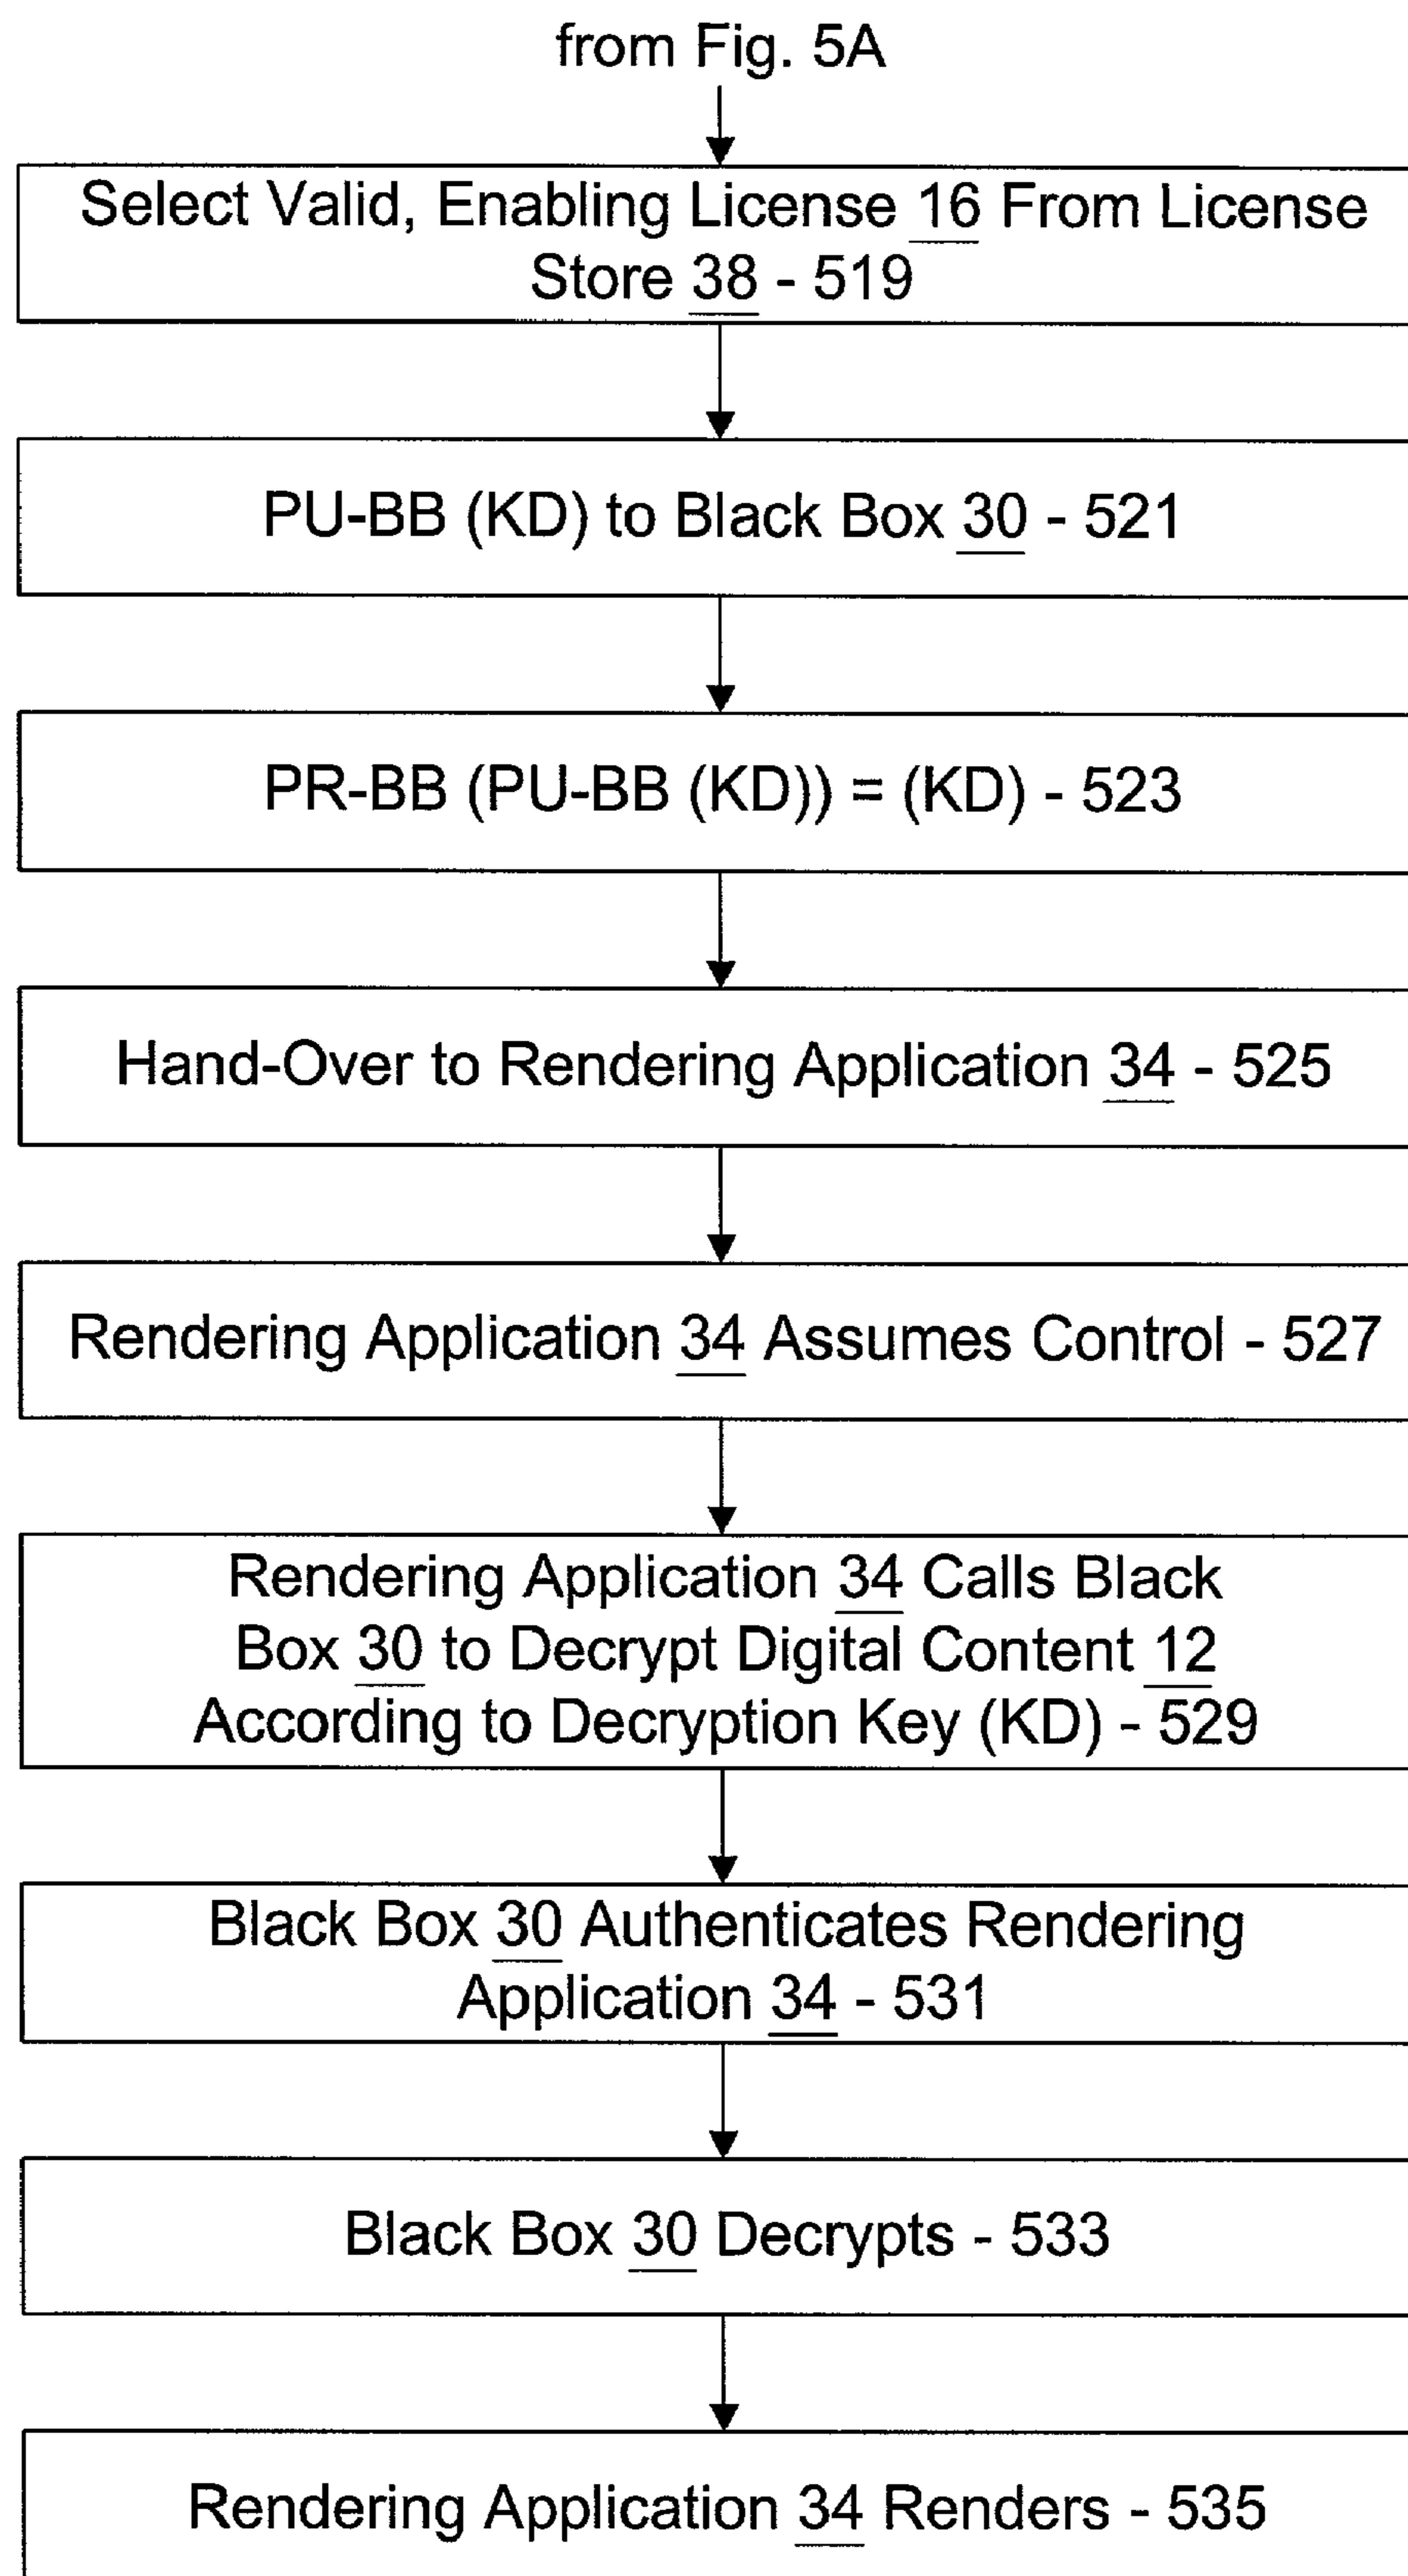 from Fig. 5A
Select Valid, Enabling License 16 From License
Store 38 - 519
PU-BB (KD) to Black Box 30 - 521
PR-BB (PU-BB (KD)) = (KD) - 523
Hand-Over to Rendering Application 34 - 525
Rendering Application 34 Assumes Control - 527
Rendering Application 34 Calls Black
Box 30 to Decrypt Digital Content 12
According to Decryption Key (KD) - 529
Black Box 30 Authenticates Rendering
Application 34 - 531
Black Box 30 Decrypts - 533
Rendering Application 34 Renders - 535